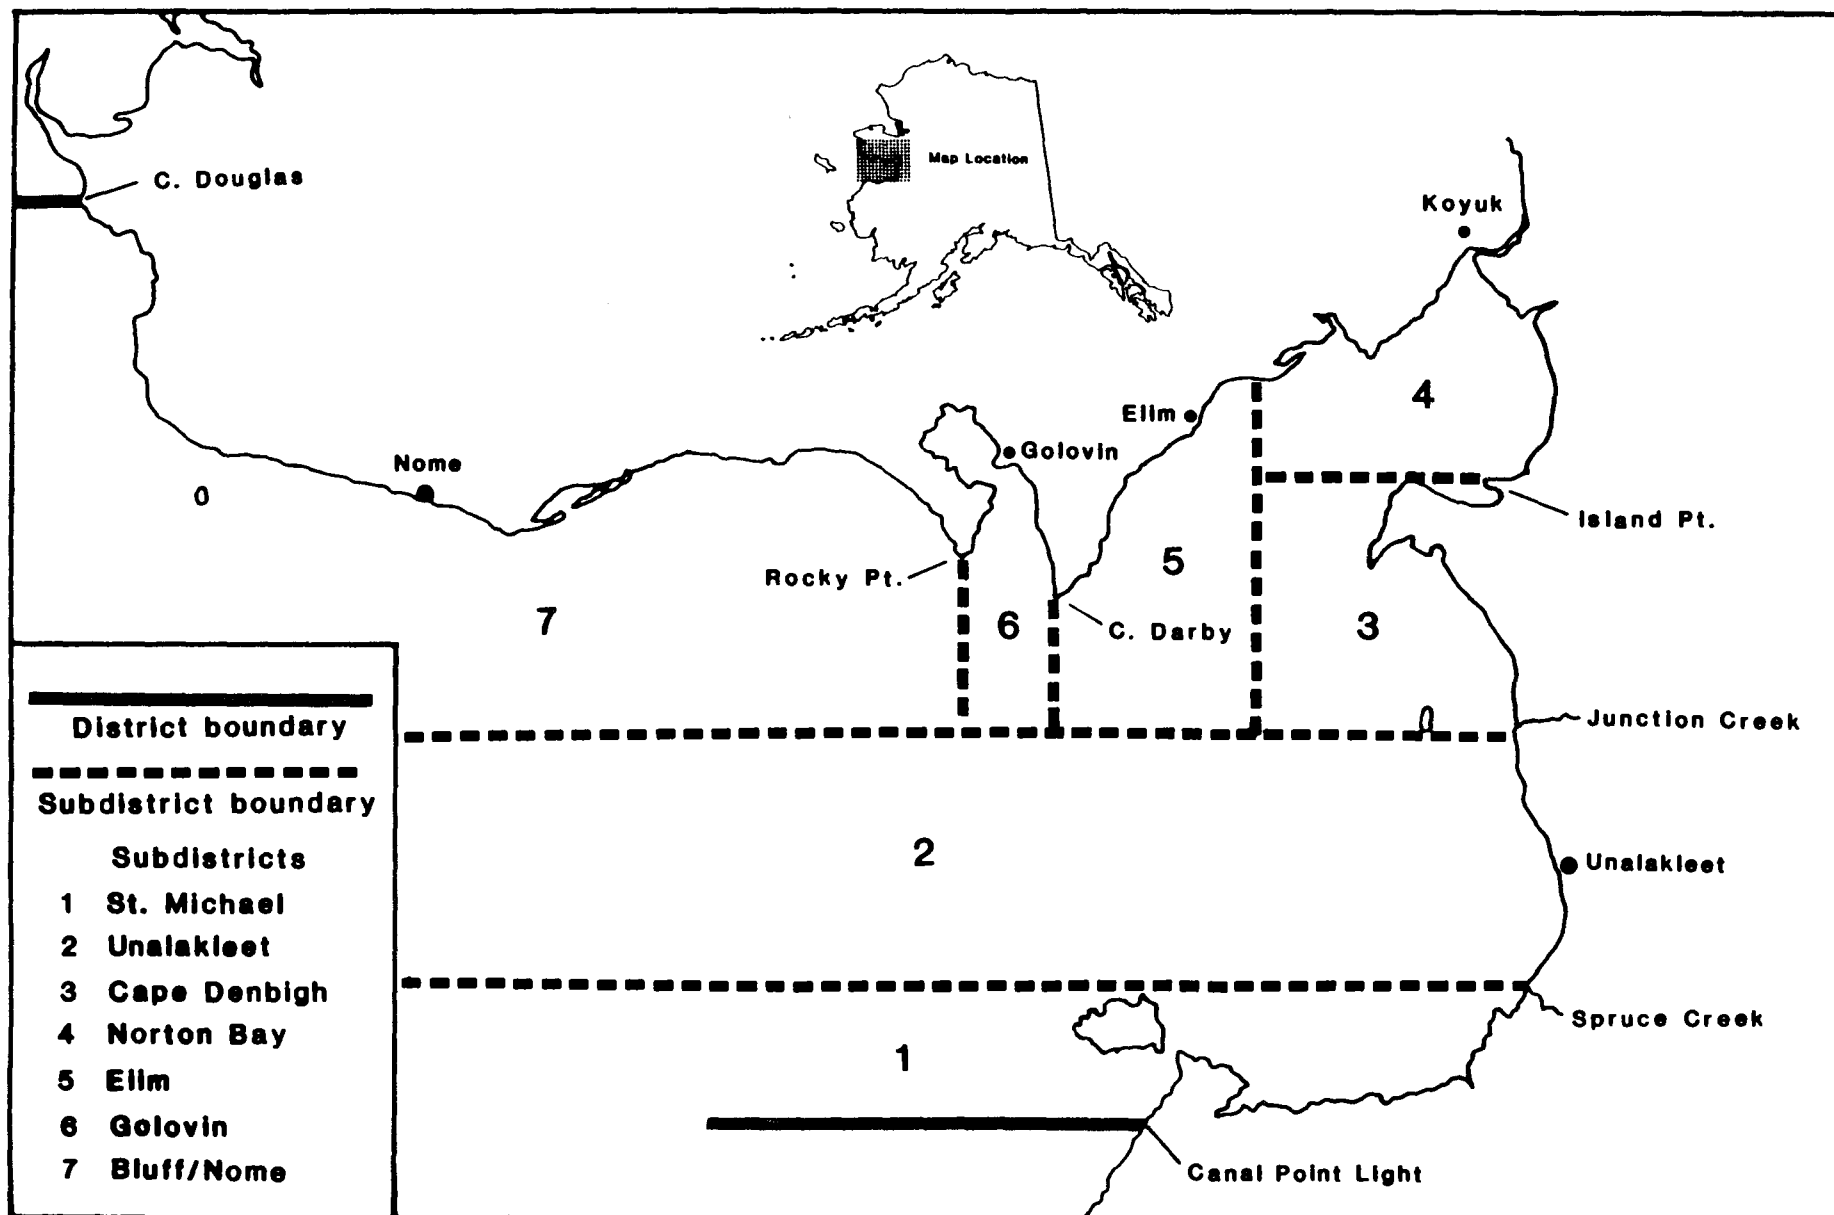 C. Douglas
Map Location
Koyuk
4
Elim
Golovin
Nome
0
Island Pt.
5
Rocky Pt.
7
6
C. Darby
3
Junction Creek
2
Unalakleet
1
Spruce Creek
Canal Point Light
District boundary
Subdistrict boundary
Subdistricts
1 St. Michael
2 Unalakleet
3 Cape Denbigh
4 Norton Bay
5 Elim
6 Golovin
7 Bluff/Nome